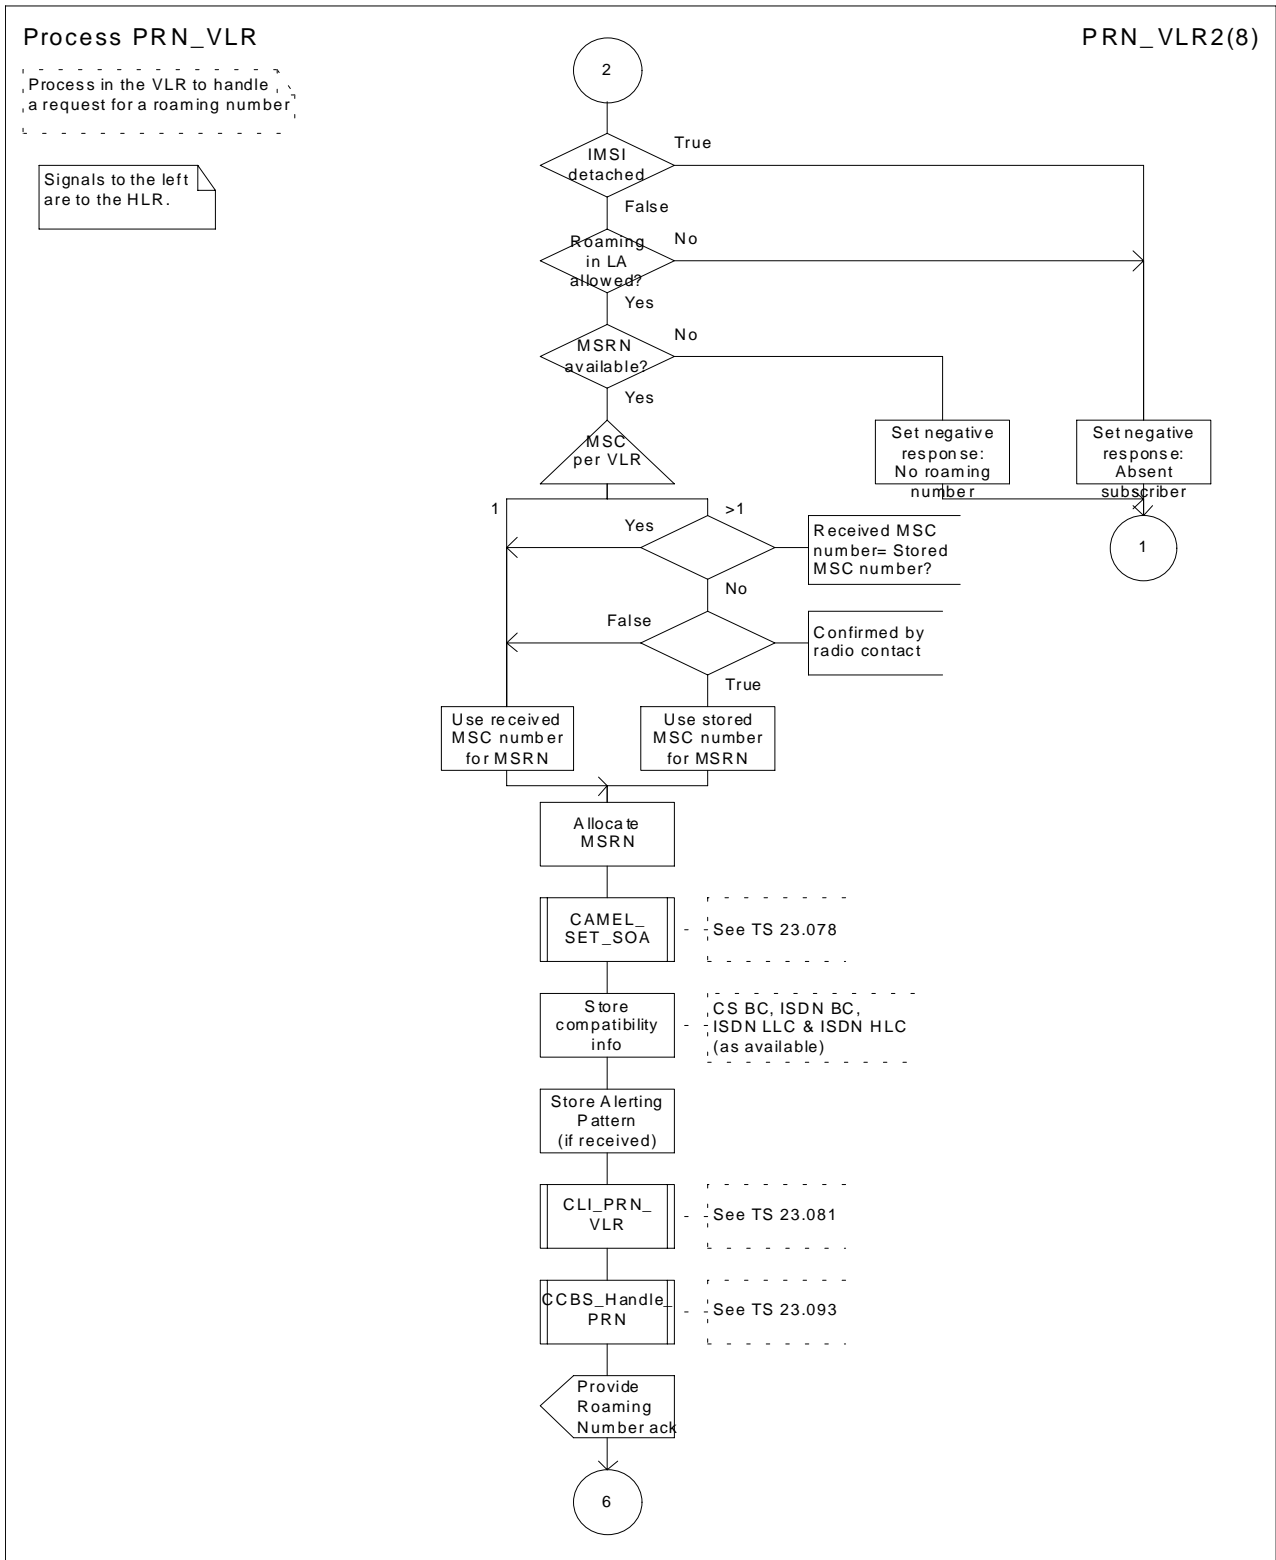 Process PRN_VLR
PRN_VLR2(8)
Process in the VLR to handle
a request for a roaming number
Signals to the left
are to the HLR.
2
IMSI
detached
True
False
Roaming
in LA
allowed?
No
Yes
MSRN
available?
No
Yes
MSC
per VLR
Set negative
response:
No roaming
number
Set negative
response:
Absent
subscriber
1
>1
Yes
Received MSC
number= Stored
MSC number?
1
No
False
Confirmed by
radio contact
True
Use received
MSC number
for MSRN
Use stored
MSC number
for MSRN
Allocate
MSRN
CAMEL_
SET_SOA
See TS 23.078
Store
compatibility
info
CS BC, ISDN BC,
ISDN LLC & ISDN HLC
(as available)
Store Alerting
Pattern
(if received)
CLI_PRN_
VLR
See TS 23.081
CCBS_Handle_
PRN
See TS 23.093
Provide
Roaming
Number ack
6